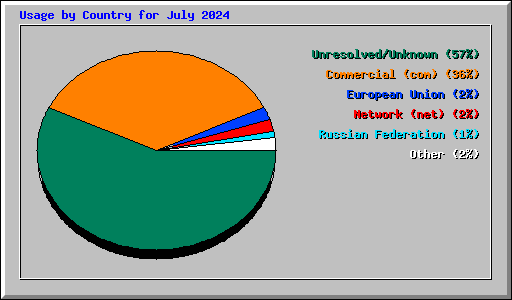 Usage by Country for July 2024
Unresolved/Unknown (57%)
Commercial (com) (36%)
European Union (2%)
Network (net) (2%)
Russian Federation (1%)
Other (2%)